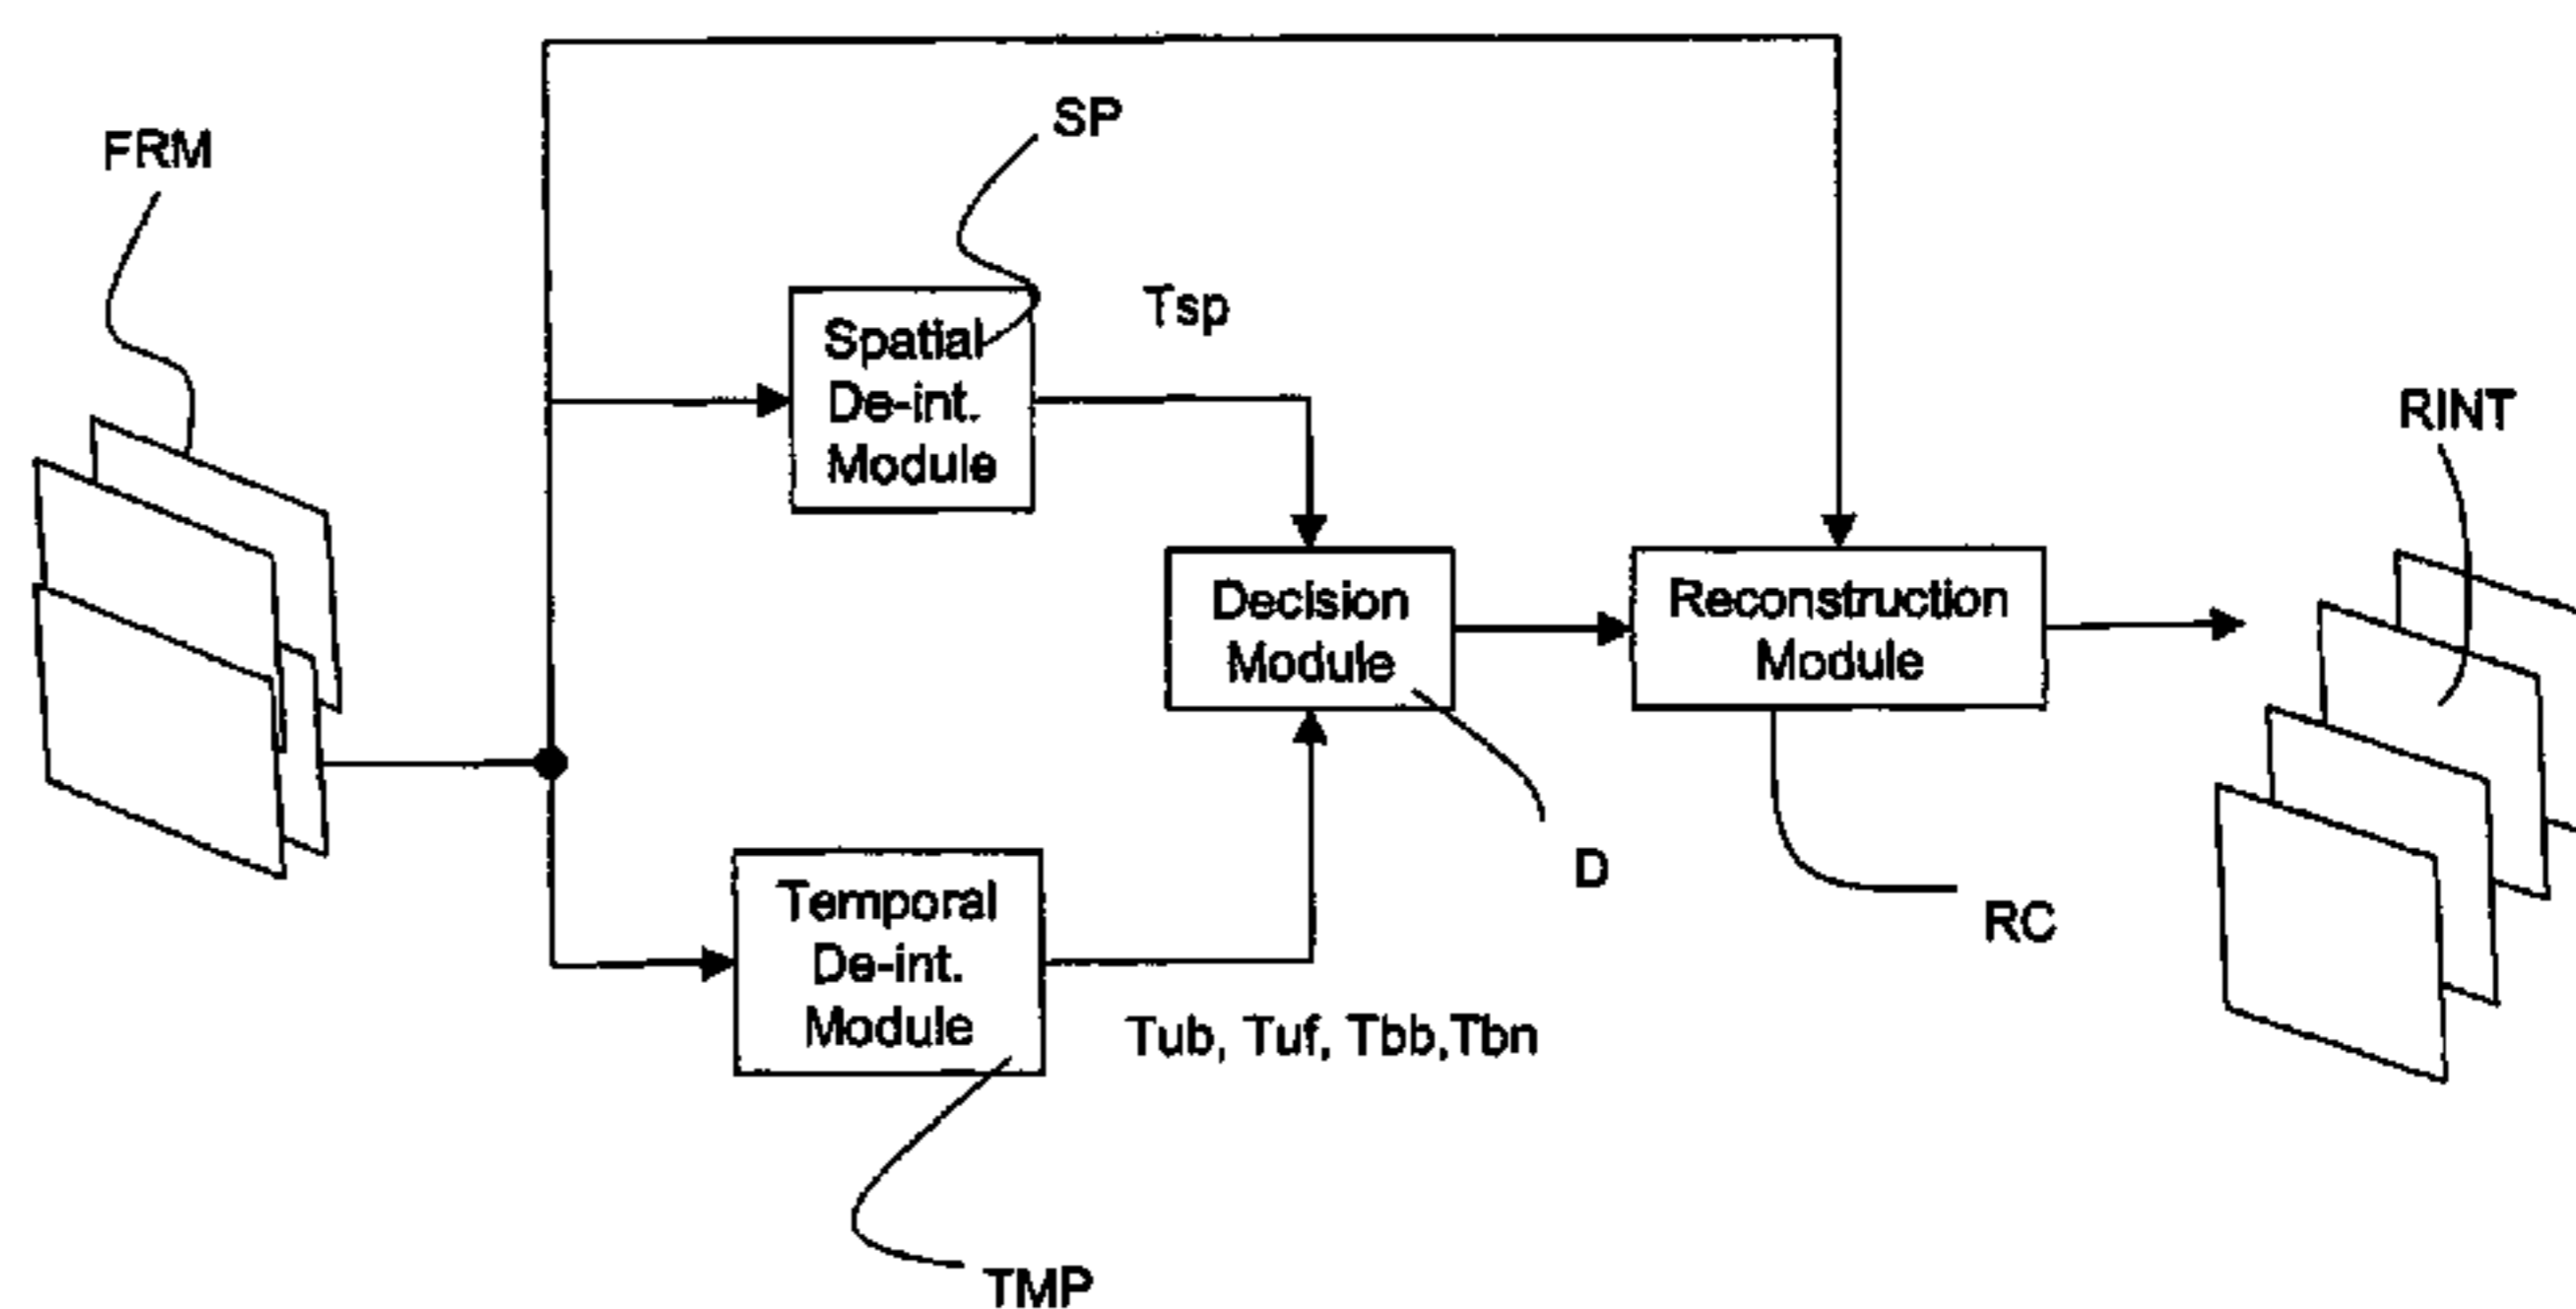 SP
FRM
Tsp
Spatial
De-int.
Module
RINT
Decision
Module
Reconstruction
Module
D
Temporal
De-int.
Module
RC
Tub, Tuf, Tbb,Tbn
TMP